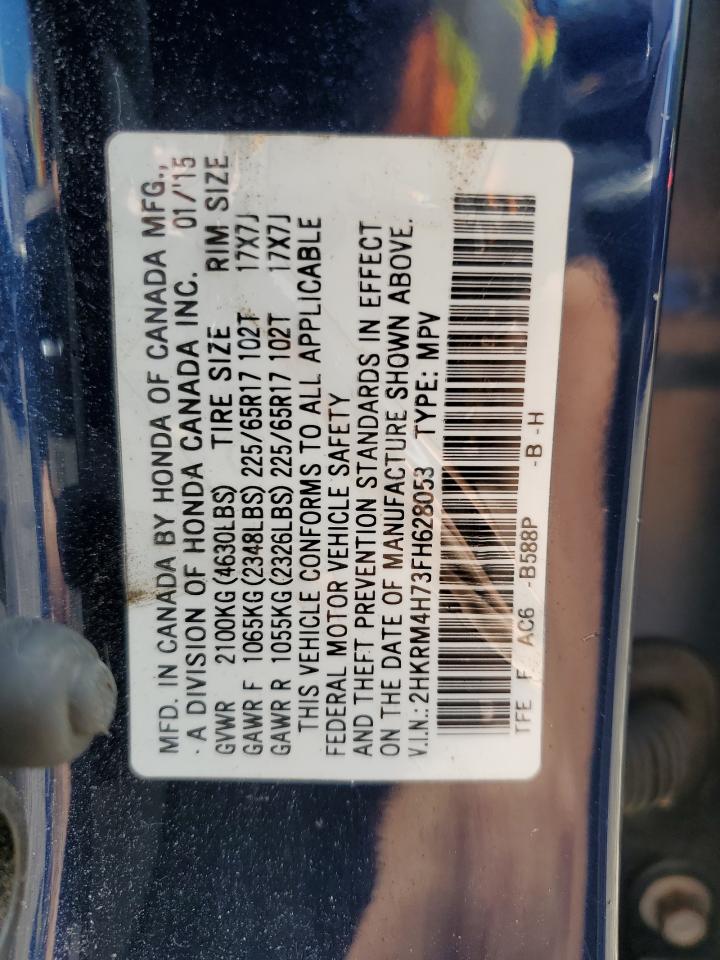 MFD. IN CANADA BY HONDA OF CANADA MFG.,
A DIVISION OF HONDA CANADA INC. 01/'15
GVWR 2100KG(4630LBS) TIRE SIZE RIM SIZE
GAWR F 1065KG(2348LBS) 225/65R17 102T 17X7J
GAWR R 1055KG(2326LBS) 225/65R17 102T 17X7J
THIS VEHICLE CONFORMS TO ALL APPLICABLE
FEDERAL MOTOR VEHICLE SAFETY
AND THEFT PREVENTION STANDARDS IN EFFECT
ON THE DATE OF MANUFACTURE SHOWN ABOVE.
V.I.N.: 2HKRM4H73FH628053 TYPE: MPV
TFE F AC6 -B588P -B -H